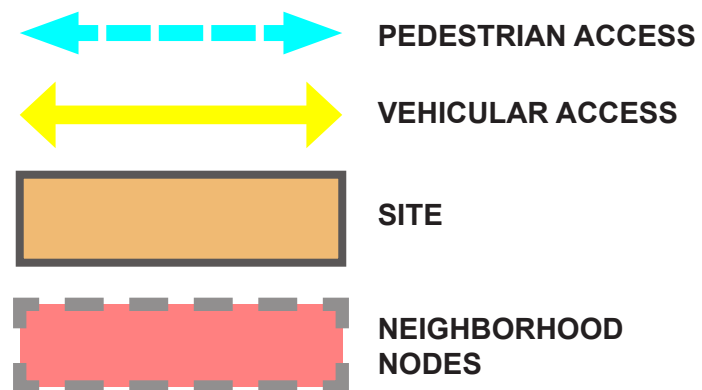 PEDESTRIAN ACCESS
VEHICULAR ACCESS
SITE
NEIGHBORHOOD
NODES